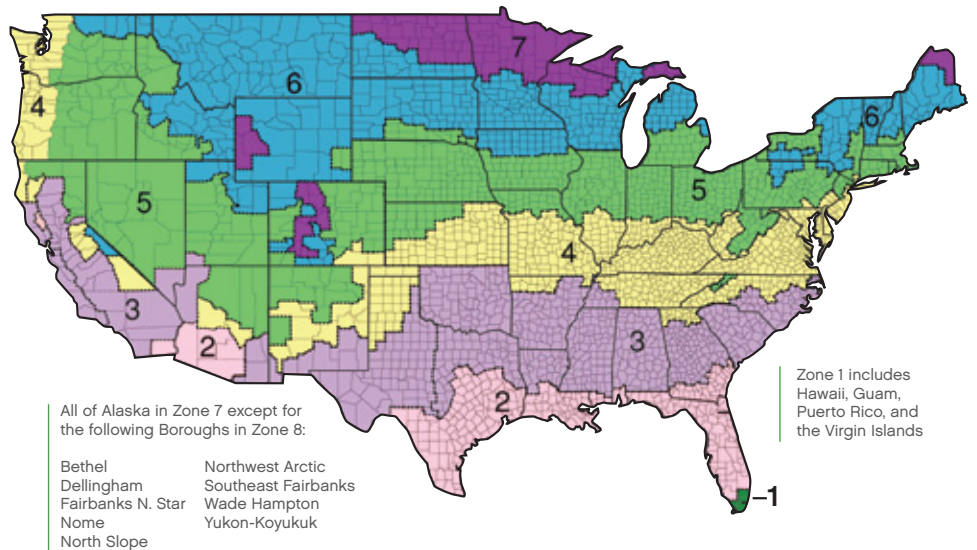 7
6
6
4
5
5
4
3
3
2
2
–1
Zone 1 includes
Hawaii, Guam,
Puerto Rico, and
the Virgin Islands
All of Alaska in Zone 7 except for
the following Boroughs in Zone 8:
Bethel
Dellingham
Fairbanks N. Star
Nome
North Slope
Northwest Arctic
Southeast Fairbanks
Wade Hampton
Yukon-Koyukuk